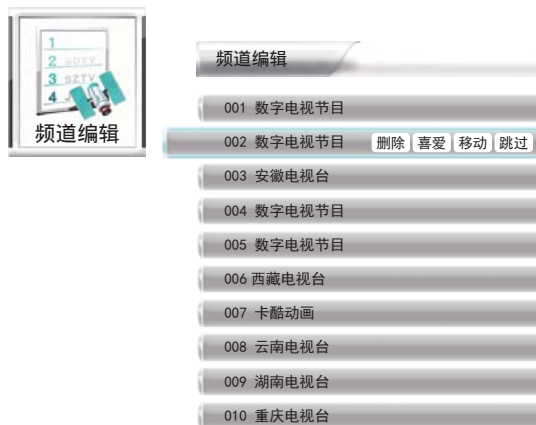 1
2 SDTV
3 SZTV
4
频道编辑
频道编辑
001 数字电视节目
002 数字电视节目 删除 喜爱 移动 跳过
003 安徽电视台
004 数字电视节目
005 数字电视节目
006 西藏电视台
007 卡酷动画
008 云南电视台
009 湖南电视台
010 重庆电视台